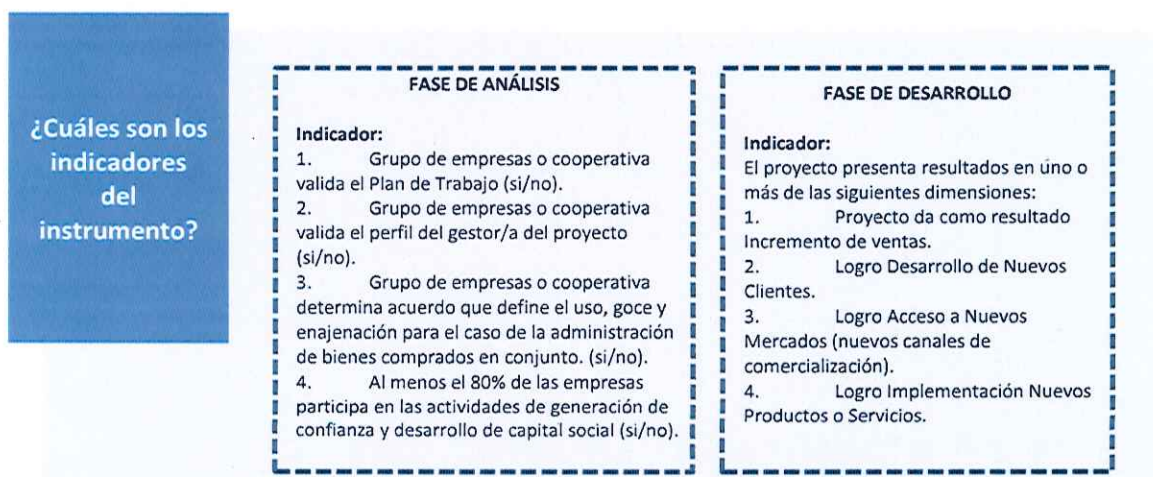 ¿Cuáles son los
indicadores
del
instrumento?
FASE DE ANÁLISIS
Indicador:
1. Grupo de empresas o cooperativa
valida el Plan de Trabajo (si/no).
2. Grupo de empresas o cooperativa
valida el perfil del gestor/a del proyecto
(si/no).
3. Grupo de empresas o cooperativa
determina acuerdo que define el uso, goce y
enajenación para el caso de la administración
de bienes comprados en conjunto. (si/no).
4. Al menos el 80% de las empresas
participa en las actividades de generación de
confianza y desarrollo de capital social (si/no).
FASE DE DESARROLLO
Indicador:
El proyecto presenta resultados en uno o
más de las siguientes dimensiones:
1. Proyecto da como resultado
Incremento de ventas.
2. Logro Desarrollo de Nuevos
Clientes.
3. Logro Acceso a Nuevos
Mercados (nuevos canales de
comercialización).
4. Logro Implementación Nuevos
Productos o Servicios.